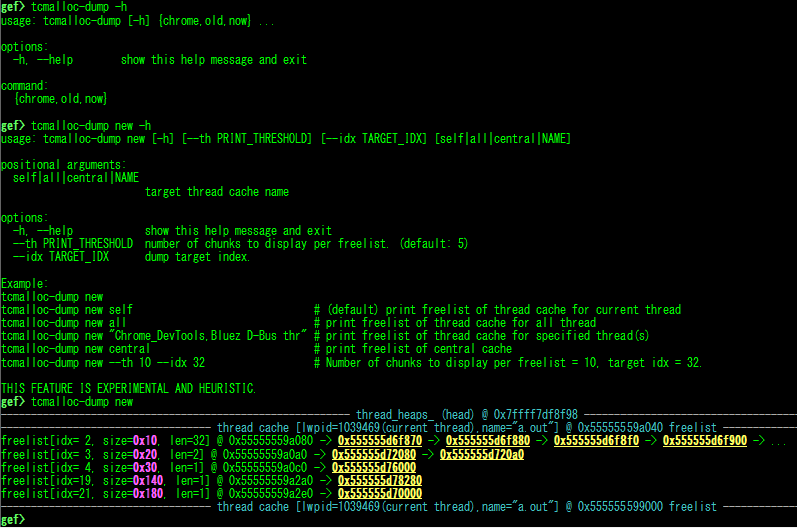 gef> tcmalloc-dump -h
usage: tcmalloc-dump [-h] {chrome,old,now} ...
options:
-h, --help show this help message and exit
command:
{chrome,old,now}
gef> tcmalloc-dump new -h
usage: tcmalloc-dump new [-h] [--th PRINT_THRESHOLD] [--idx TARGET_IDX] [self|all|central|NAME]
positional arguments:
self|all|central|NAME
target thread cache name
options:
-h, --help show this help message and exit
--th PRINT_THRESHOLD number of chunks to display per freelist. (default: 5)
--idx TARGET_IDX dump target index.
Example:
tcmalloc-dump new
tcmalloc-dump new self # (default) print freelist of thread cache for current thread
tcmalloc-dump new all # print freelist of thread cache for all thread
tcmalloc-dump new "Chrome_DevTools,Bluez D-Bus thr" # print freelist of thread cache for specified thread(s)
tcmalloc-dump new central # print freelist of central cache
tcmalloc-dump new --th 10 --idx 32 # Number of chunks to display per freelist = 10, target idx = 32.
THIS FEATURE IS EXPERIMENTAL AND HEURISTIC.
gef> tcmalloc-dump new
thread_heaps_ (head) @ 0x7ffff7df8f98
thread cache [lwpid=1039469(current thread),name="a.out"] @ 0x55555559a040 freelist
freelist[idx= 2, size=0x10, len=32] @ 0x55555559a080 -> 0x555555d6f870 -> 0x555555d6f880 -> 0x555555d6f8f0 -> 0x555555d6f900 -> ...
freelist[idx= 3, size=0x20, len=2] @ 0x55555559a0a0 -> 0x555555d72080 -> 0x555555d720a0
freelist[idx= 4, size=0x30, len=1] @ 0x55555559a0c0 -> 0x555555d76000
freelist[idx=19, size=0x140, len=1] @ 0x55555559a2a0 -> 0x555555d78280
freelist[idx=21, size=0x180, len=1] @ 0x55555559a2e0 -> 0x555555d70000
thread cache [lwpid=1039469(current thread),name="a.out"] @ 0x555555599000 freelist
gef>